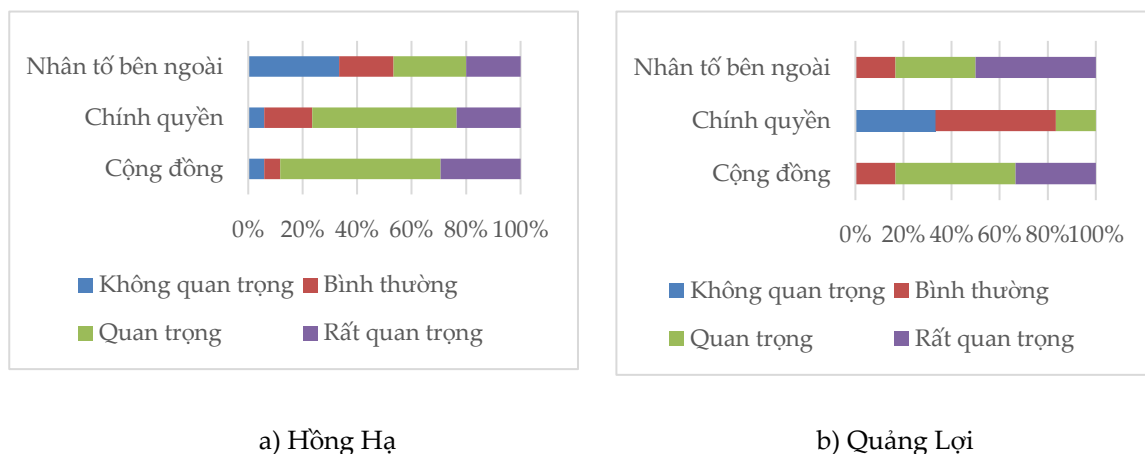 Nhân tố bên ngoài
Chính quyền
Cộng đồng
0% 20% 40% 60% 80% 100%
Không quan trọng Bình thường
Quan trọng Rất quan trọng
a) Hồng Hạ
Nhân tố bên ngoài
Chính quyền
Cộng đồng
0% 20% 40% 60% 80% 100%
Không quan trọng Bình thường
Quan trọng Rất quan trọng
b) Quảng Lợi